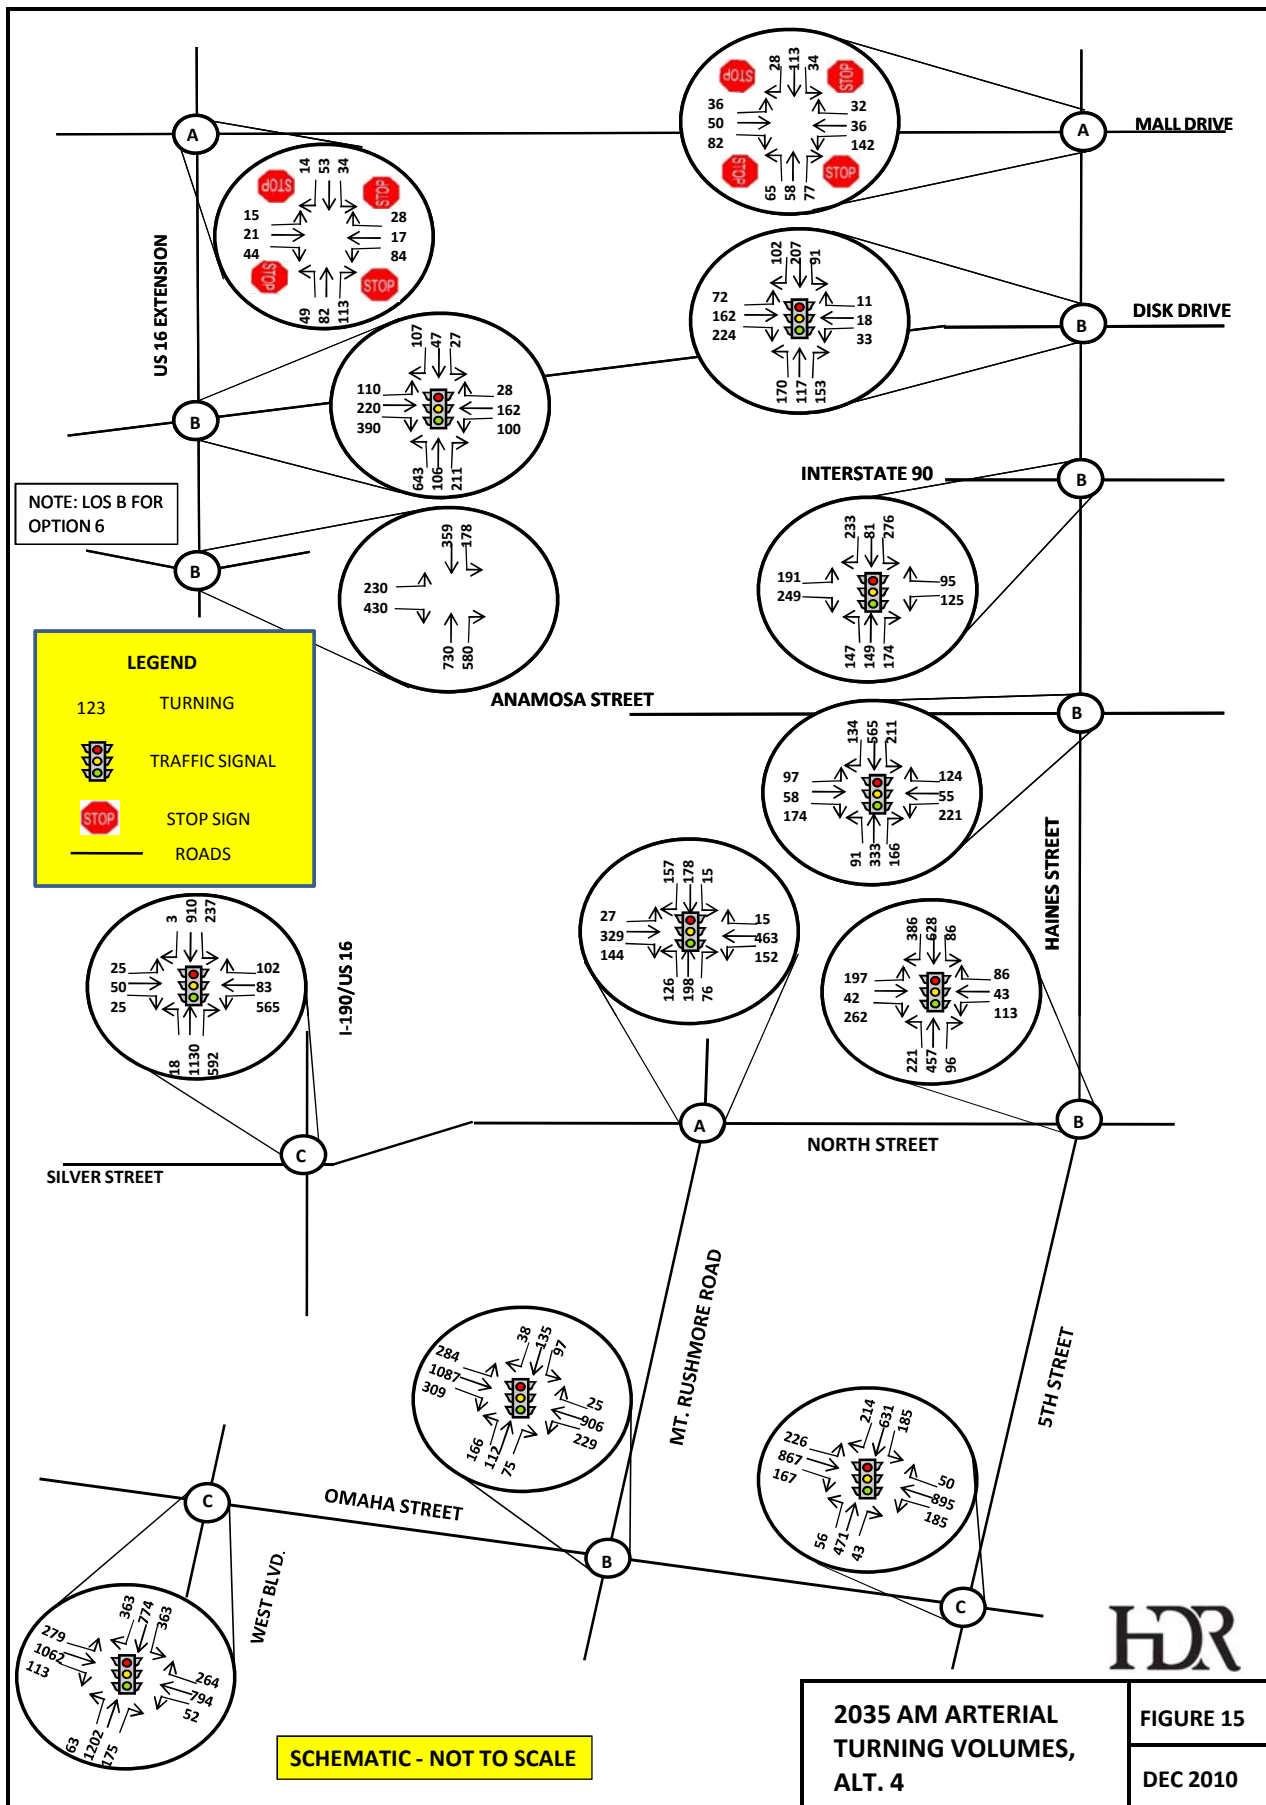 28 113 34
STOP STOP
36
50
82
32
36
142
STOP STOP
65 58 77
A
A
MALL DRIVE
14 53 34
STOP STOP
15
21
44
28
17
84
STOP STOP
49 82 113
US 16 EXTENSION
102 207 91
72
162
224
11
18
33
170 117 153
B
DISK DRIVE
107 47 27
110
220
390
28
162
100
643 106 211
B
INTERSTATE 90
B
NOTE: LOS B FOR
OPTION 6
233 81 276
191
249
95
125
147 149 174
359 178
230
430
730 580
B
LEGEND
123 TURNING
TRAFFIC SIGNAL
STOP STOP SIGN
ROADS
ANAMOSA STREET
B
134 565 211
97
58
174
124
55
221
91 333 166
HAINES STREET
157 178 15
27
329
144
15
463
152
126 198 76
3 910 237
25
50
25
102
83
565
18 1130 592
I-190/US 16
386 628 86
197
42
262
86
43
113
221 457 96
A
B
NORTH STREET
C
SILVER STREET
MT. RUSHMORE ROAD
5TH STREET
38 135 97
284
1087
309
25
906
229
166 112 75
214 631 185
226
867
167
50
895
185
56 471 43
C
OMAHA STREET
B
C
WEST BLVD.
363 774 363
279
1062
113
264
794
52
63 1202 175
SCHEMATIC - NOT TO SCALE
HDR
2035 AM ARTERIAL
TURNING VOLUMES,
ALT. 4
FIGURE 15
DEC 2010